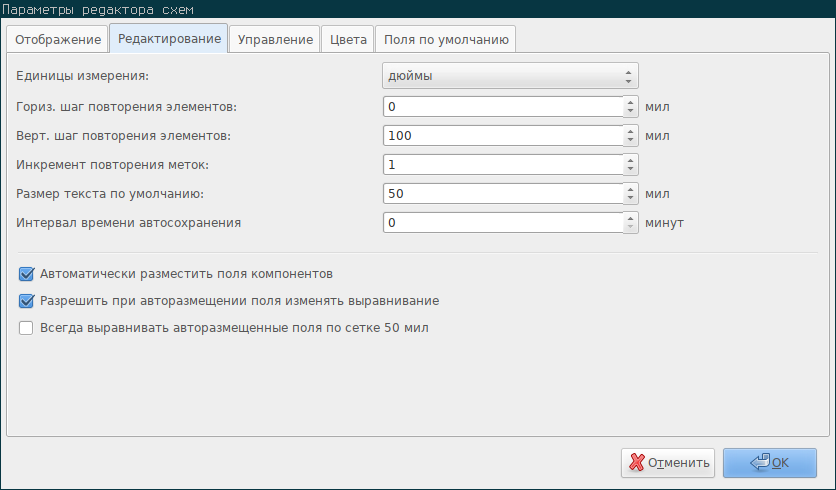 Параметры редактора схем
Отображение Редактирование Управление Цвета Поля по умолчанию
Единицы измерения: дюймы
Гориз. шаг повторения элементов: 0 мил
Верт. шаг повторения элементов: 100 мил
Инкремент повторения меток: 1
Размер текста по умолчанию: 50 мил
Интервал времени автосохранения 0 минут
Автоматически разместить поля компонентов
Разрешить при авторазмещении поля изменять выравнивание
Всегда выравнивать авторазмещенные поля по сетке 50 мил
Отменить OK